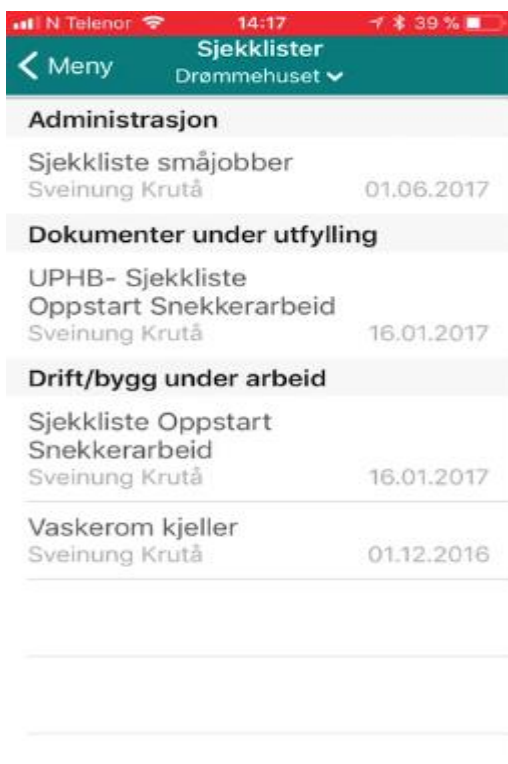 N Telenor 14:17 39 %
Meny
Sjekklister
Drømmehuset
Administrasjon
Sjekkliste småjobber
Sveinung Krutå 01.06.2017
Dokumenter under utfylling
UPHB- Sjekkliste
Oppstart Snekkerarbeid
Sveinung Krutå 16.01.2017
Drift/bygg under arbeid
Sjekkliste Oppstart
Snekkerarbeid
Sveinung Krutå 16.01.2017
Vaskerom kjeller
Sveinung Krutå 01.12.2016